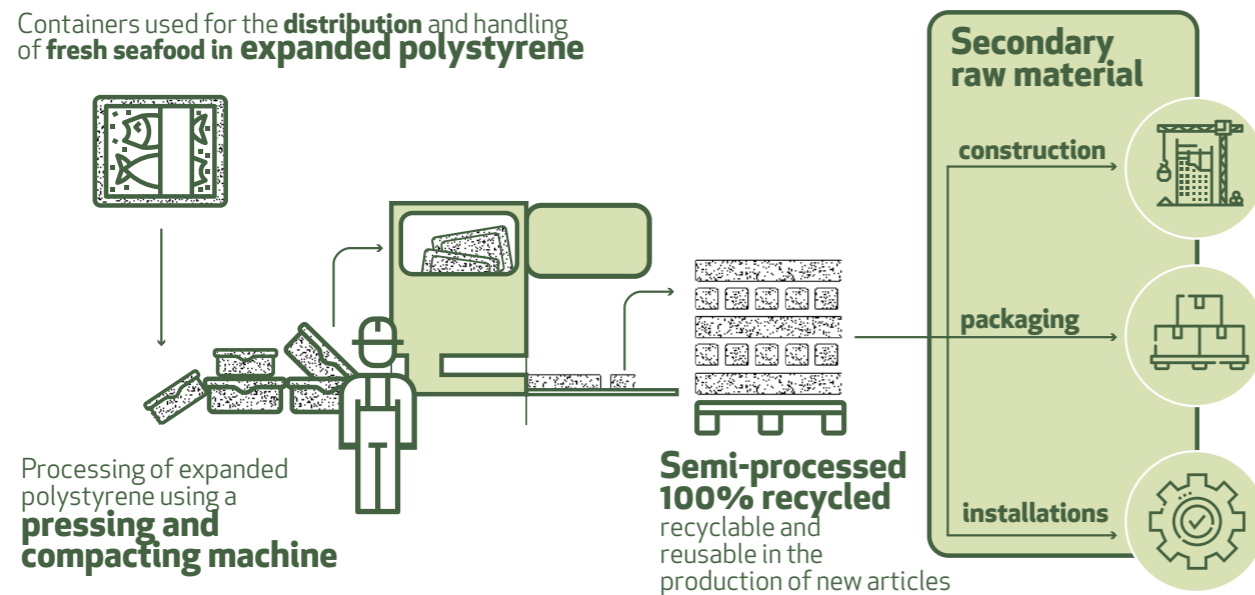 Containers used for the distribution and handling
of fresh seafood in expanded polystyrene
Processing of expanded
polystyrene using a
pressing and
compacting machine
Semi-processed
100% recycled
recyclable and
reusable in the
production of new articles
Secondary
raw material
construction
packaging
installations